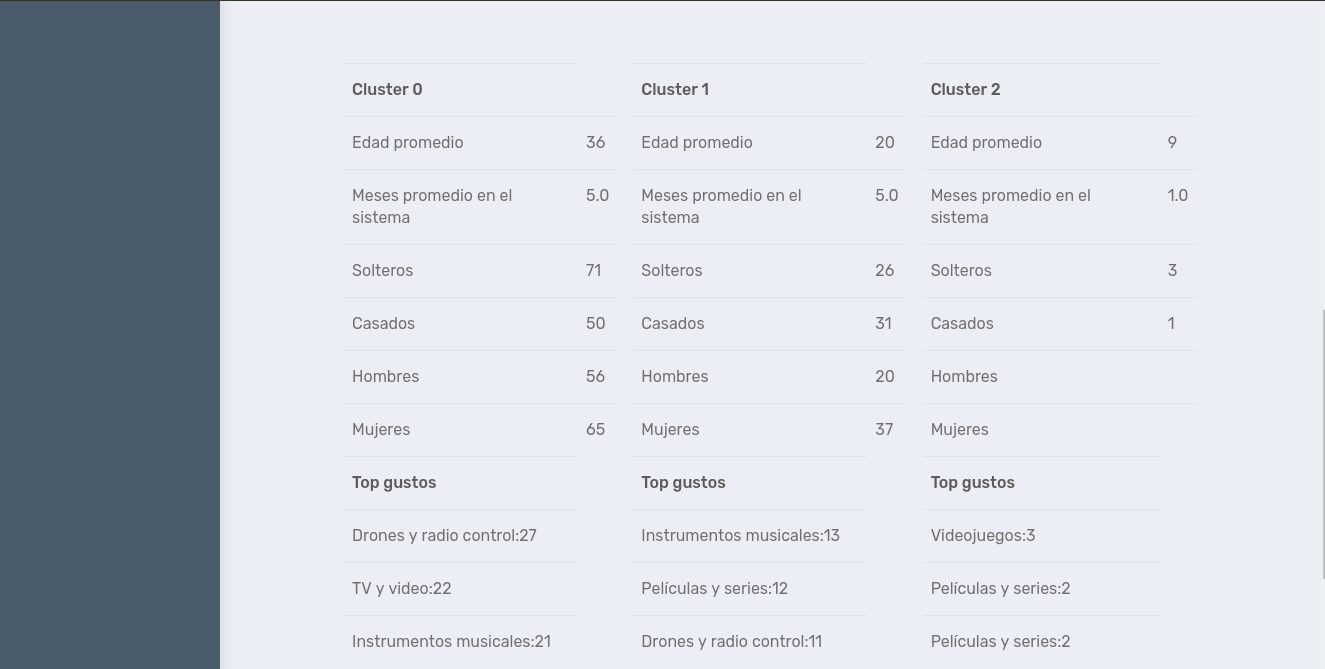 Cluster 0
Edad promedio 36
Meses promedio en el 5.0
sistema
Solteros 71
Casados 50
Hombres 56
Mujeres 65
Top gustos
Drones y radio control:27
TV y video:22
Instrumentos musicales:21
Cluster 1
Edad promedio 20
Meses promedio en el 5.0
sistema
Solteros 26
Casados 31
Hombres 20
Mujeres 37
Top gustos
Instrumentos musicales:13
Películas y series:12
Drones y radio control:11
Cluster 2
Edad promedio 9
Meses promedio en el 1.0
sistema
Solteros 3
Casados 1
Hombres
Mujeres
Top gustos
Videojuegos:3
Películas y series:2
Películas y series:2